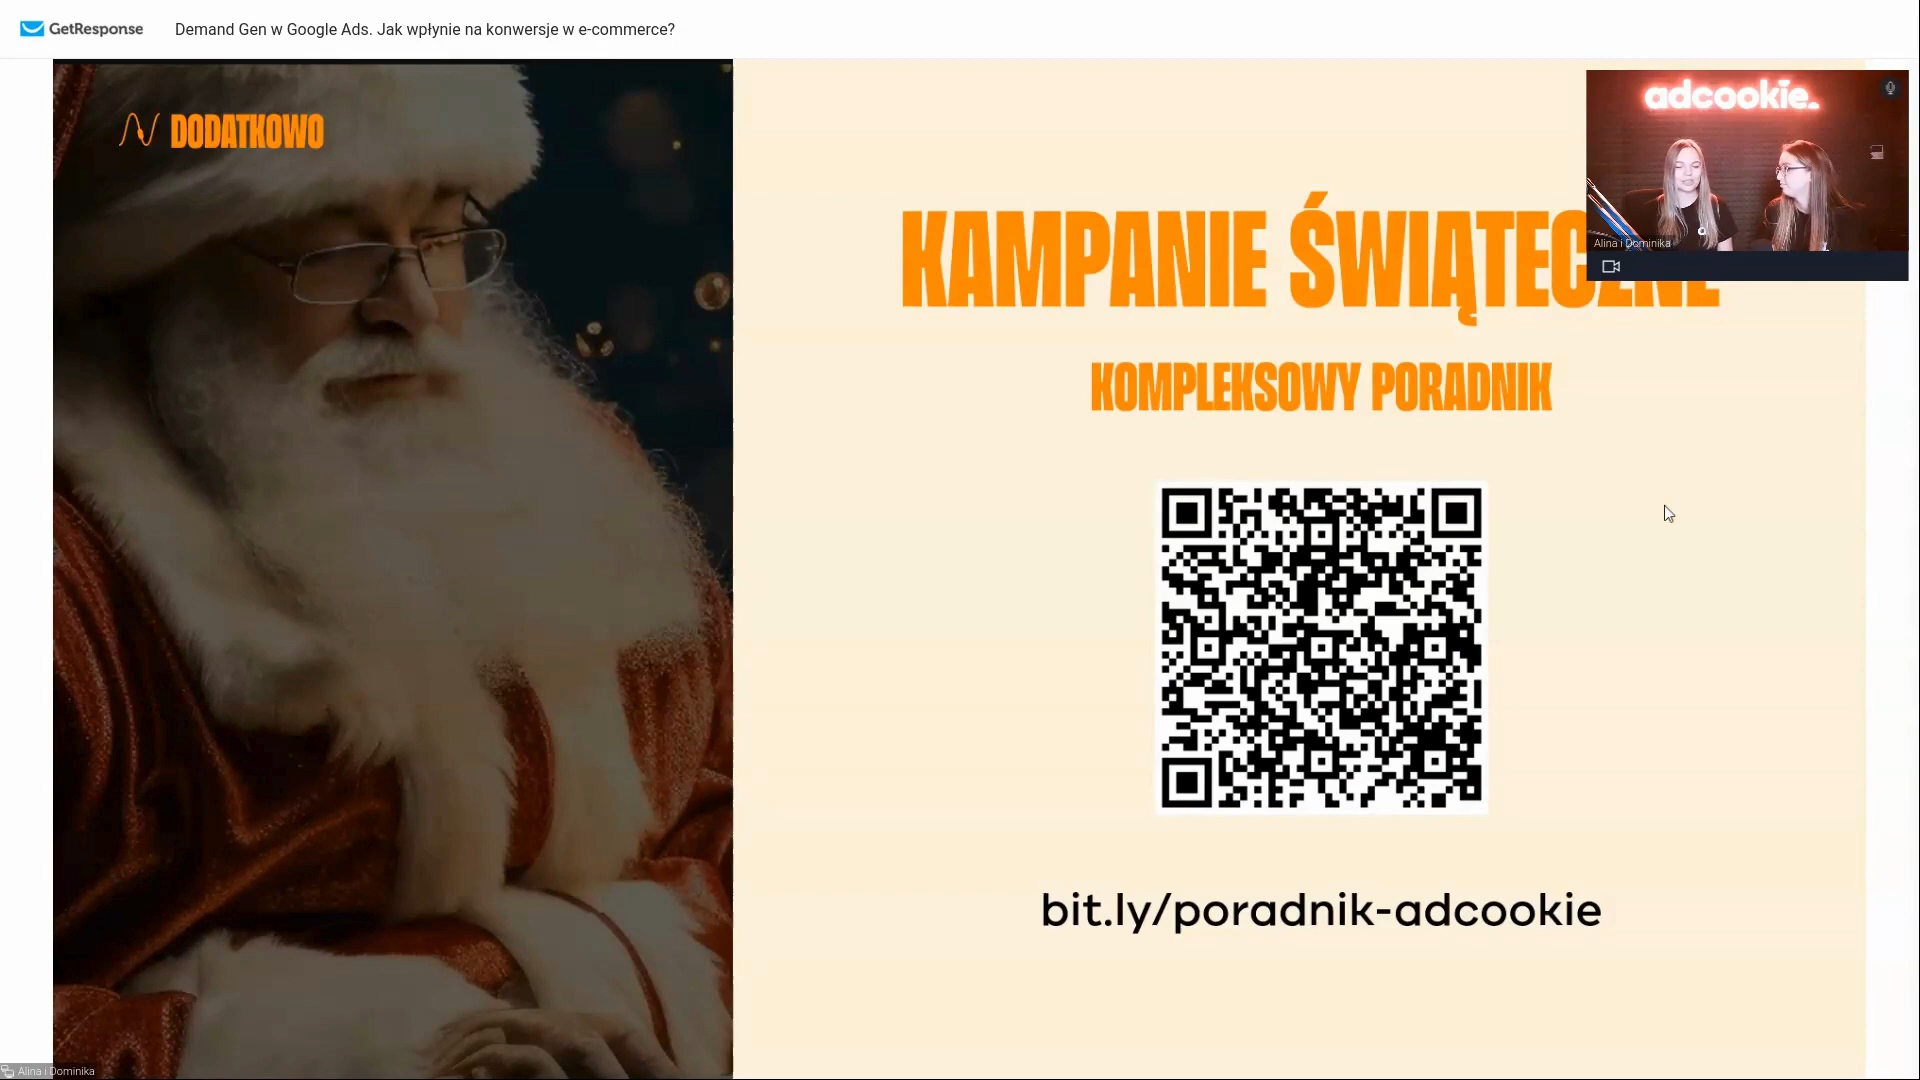 GetResponse
Demand Gen w Google Ads. Jak wpłynie na konwersje w e-commerce?
DODATKOWO
adcookie.
Alina i Dominika
KAMPANIE ŚWIĄTECZNE
KOMPLEKSOWY PORADNIK
bit.ly/poradnik-adcookie
Alina i Dominika